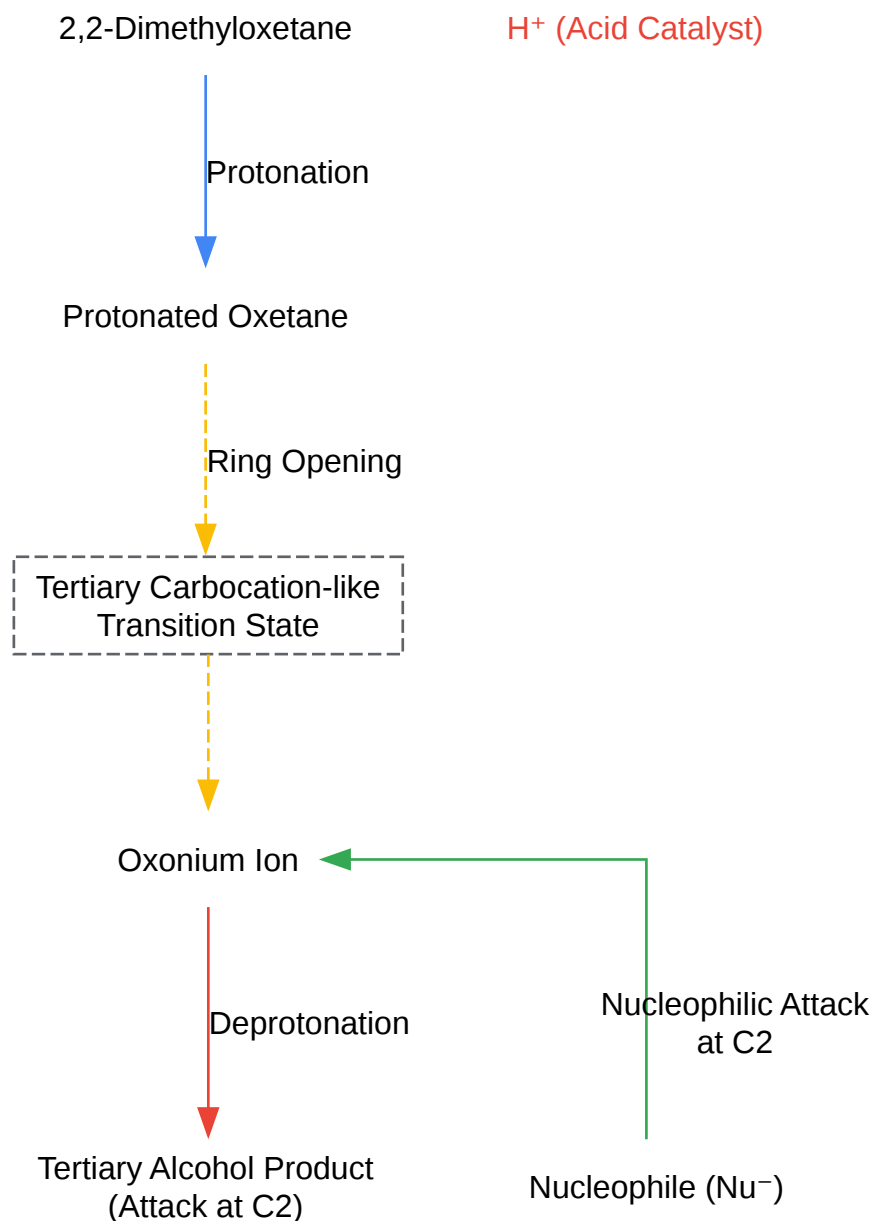 2,2-Dimethyloxetane
H⁺ (Acid Catalyst)
Protonation
Protonated Oxetane
Ring Opening
Tertiary Carbocation-like
Transition State
Oxonium Ion
Nucleophilic Attack
at C2
Deprotonation
Tertiary Alcohol Product
(Attack at C2)
Nucleophile (Nu⁻)